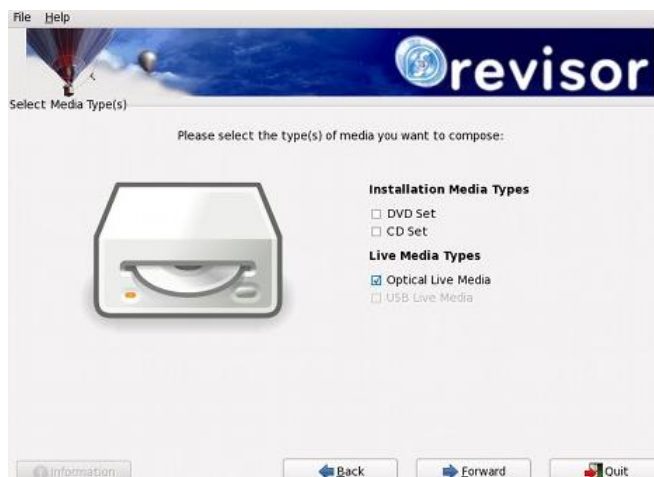 File Help
revisor
Select Media Type(s)
Please select the type(s) of media you want to compose:
Installation Media Types
DVD Set
CD Set
Live Media Types
Optical Live Media
USB Live Media
Information
Back
Forward
Quit